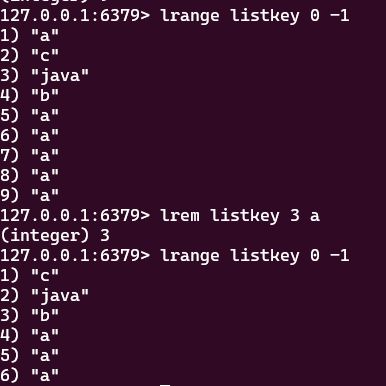 127.0.0.1:6379> lrange listkey 0 -1
1) "a"
2) "c"
3) "java"
4) "b"
5) "a"
6) "a"
7) "a"
8) "a"
9) "a"
127.0.0.1:6379> lrem listkey 3 a
(integer) 3
127.0.0.1:6379> lrange listkey 0 -1
1) "c"
2) "java"
3) "b"
4) "a"
5) "a"
6) "a"